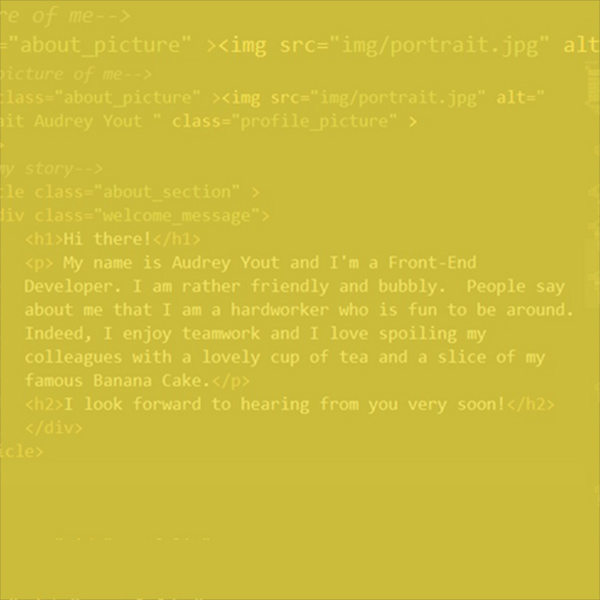 re of me-->
="about_picture" ><img src="img/portrait.jpg" alt
picture of me-->
class="about_picture" ><img src="img/portrait.jpg" alt="
ait Audrey Yout " class="profile_picture" >
>
my story-->
cle class="about_section" >
div class="welcome_message">
<h1>Hi there!</h1>
<p> My name is Audrey Yout and I'm a Front-End
Developer. I am rather friendly and bubbly.  People say
about me that I am a hardworker who is fun to be around.
Indeed, I enjoy teamwork and I love spoiling my
colleagues with a lovely cup of tea and a slice of my
famous Banana Cake.</p>
<h2>I look forward to hearing from you very soon!</h2>
</div>
icle>